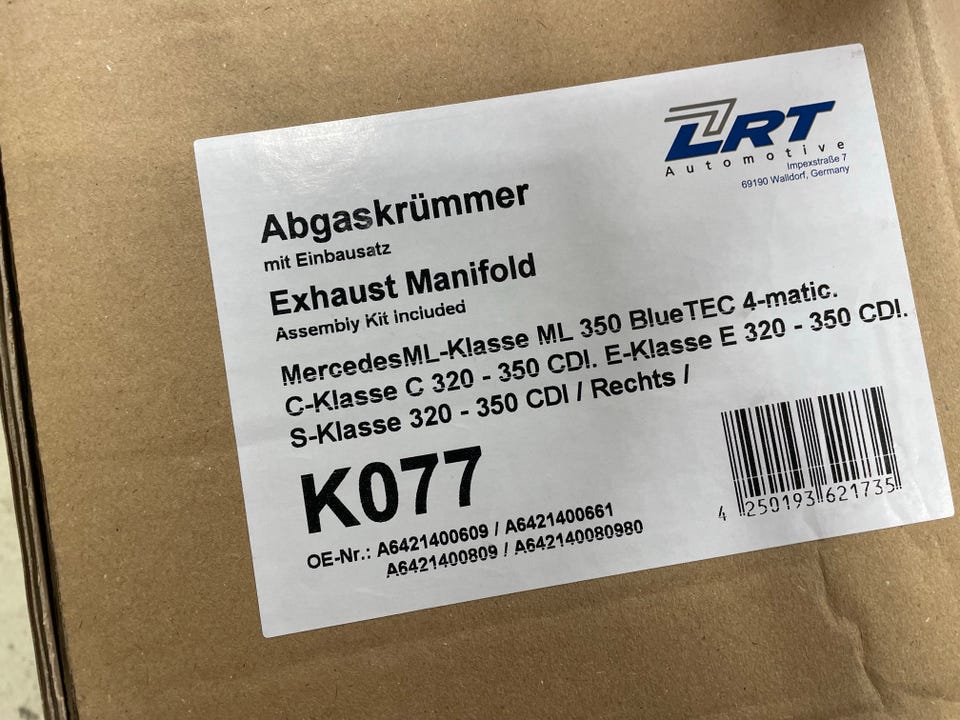 LRT
Automotive
Impexstraße 7
69190 Walldorf, Germany
Abgaskrümmer
mit Einbausatz
Exhaust Manifold
Assembly Kit included
MercedesML-Klasse ML 350 BlueTEC 4-matic.
C-Klasse C 320 - 350 CDI. E-Klasse E 320 - 350 CDI.
S-Klasse 320 - 350 CDI / Rechts /
K077
OE-Nr.: A6421400609 / A6421400661
A6421400809 / A642140080980
4 250193 621735